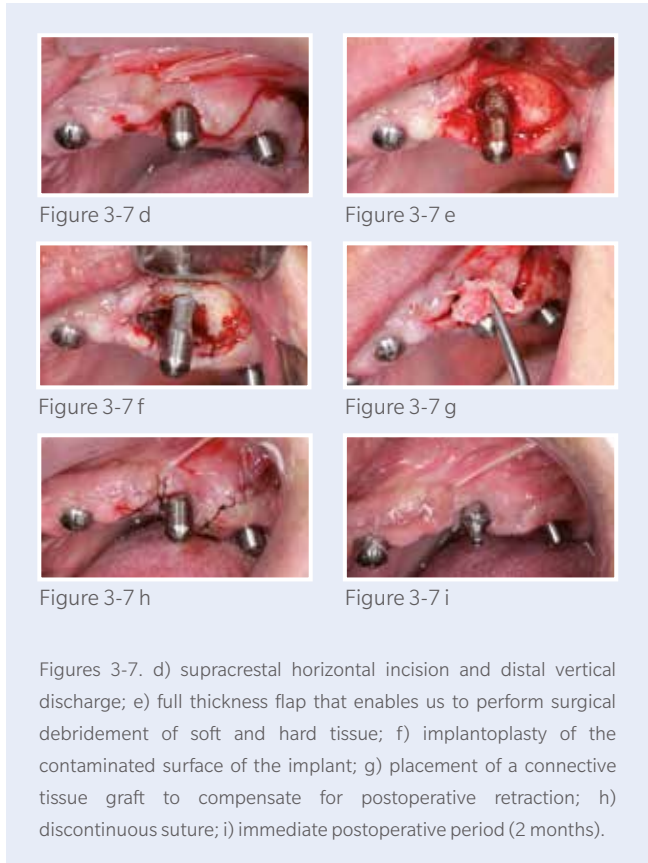 Figure 3-7 d
Figure 3-7 e
Figure 3-7 f
Figure 3-7 g
Figure 3-7 h
Figure 3-7 i
Figures 3-7. d) supracrestal horizontal incision and distal vertical
discharge; e) full thickness flap that enables us to perform surgical
debridement of soft and hard tissue; f) implantoplasty of the
contaminated surface of the implant; g) placement of a connective
tissue graft to compensate for postoperative retraction; h)
discontinuous suture; i) immediate postoperative period (2 months).